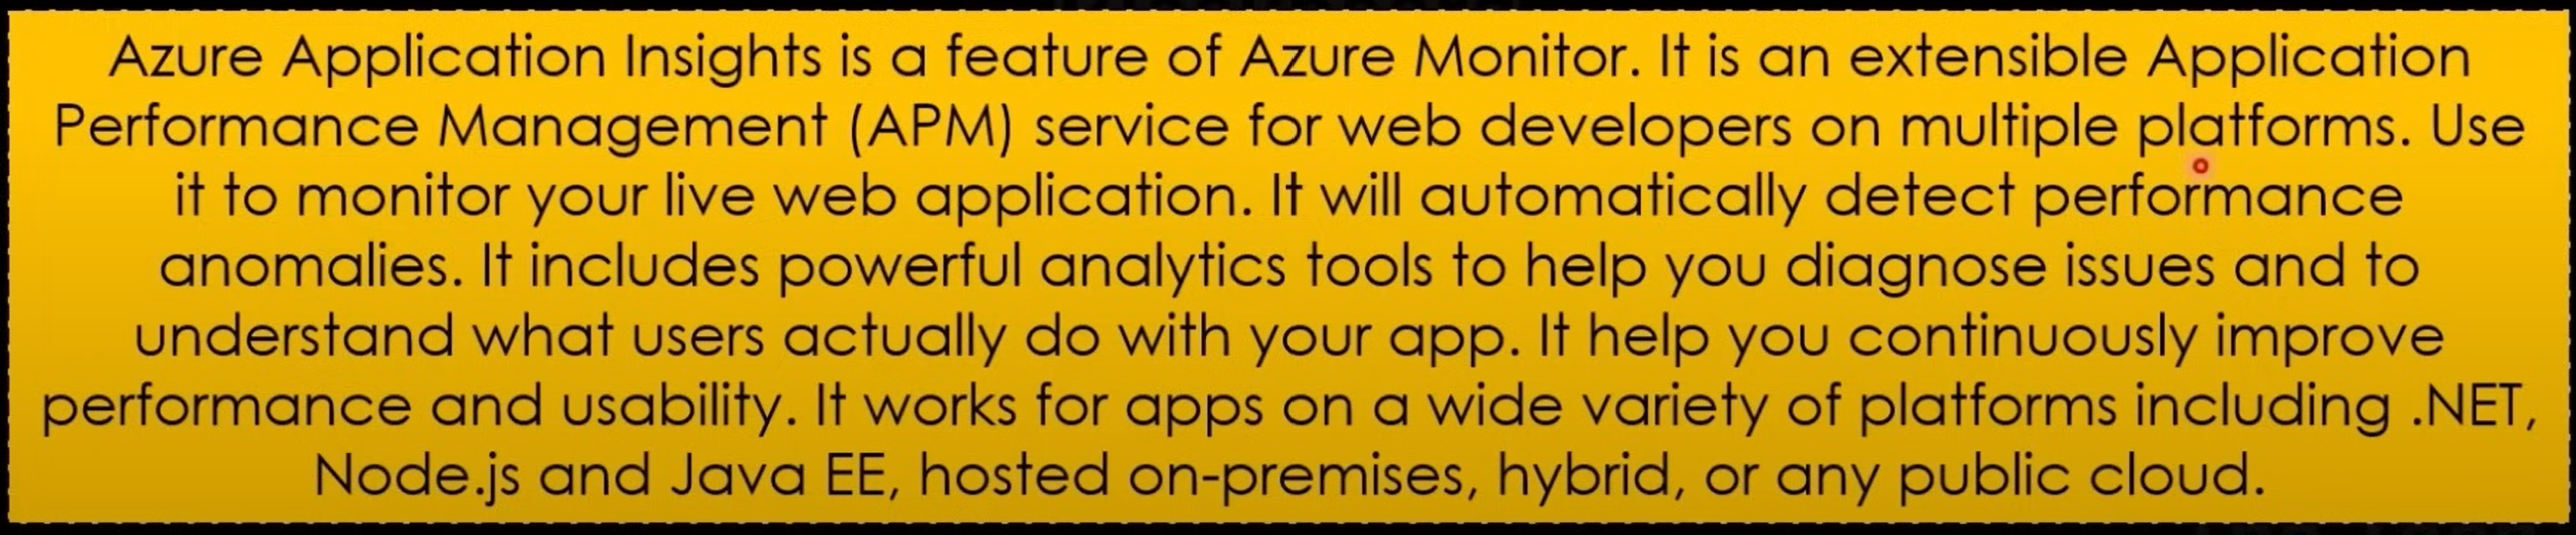 Azure Application Insights is a feature of Azure Monitor. It is an extensible Application
Performance Management (APM) service for web developers on multiple platforms. Use
it to monitor your live web application. It will automatically detect performance
anomalies. It includes powerful analytics tools to help you diagnose issues and to
understand what users actually do with your app. It help you continuously improve
performance and usability. It works for apps on a wide variety of platforms including .NET,
Node.js and Java EE, hosted on-premises, hybrid, or any public cloud.